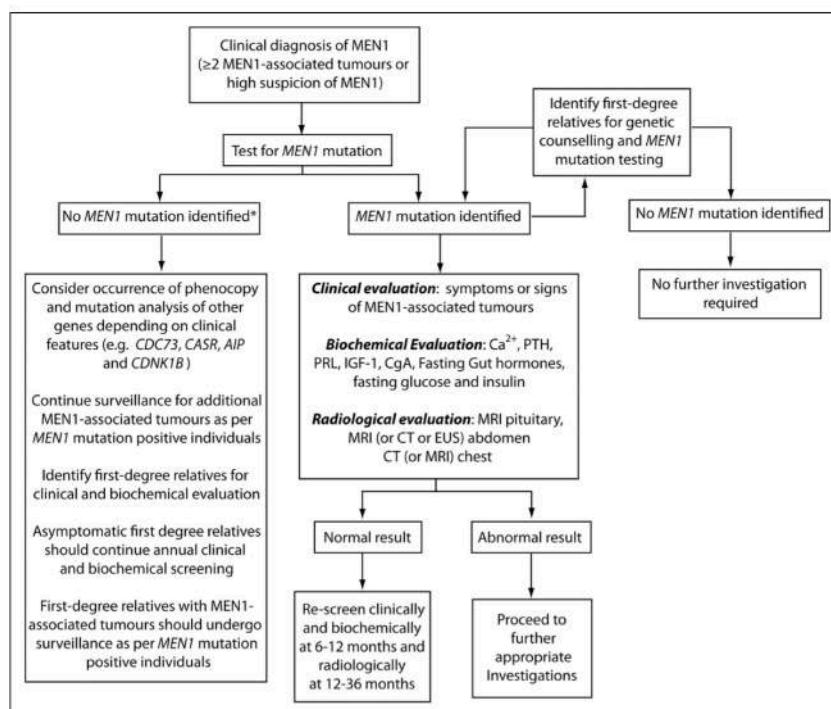 Clinical diagnosis of MEN1
(≥2 MEN1-associated tumours or
high suspicion of MEN1)
Identify first-degree
relatives for genetic
counselling and MEN1
mutation testing
Test for MEN1 mutation
No MEN1 mutation identified*
MEN1 mutation identified
No MEN1 mutation identified
No further investigation
required
Consider occurrence of phenocopy
and mutation analysis of other
genes depending on clinical
features (e.g. CDC73, CASR, AIP
and CDNK1B )
Continue surveillance for additional
MEN1-associated tumours as per
MEN1 mutation positive individuals
Identify first-degree relatives for
clinical and biochemical evaluation
Asymptomatic first degree relatives
should continue annual clinical
and biochemical screening
First-degree relatives with MEN1-
associated tumours should undergo
surveillance as per MEN1 mutation
positive individuals
Clinical evaluation: symptoms or signs
of MEN1-associated tumours
Biochemical Evaluation: Ca2+, PTH,
PRL, IGF-1, CgA, Fasting Gut hormones,
fasting glucose and insulin
Radiological evaluation: MRI pituitary,
MRI (or CT or EUS) abdomen
CT (or MRI) chest
Normal result
Abnormal result
Re-screen clinically
and biochemically
at 6-12 months and
radiologically
at 12-36 months
Proceed to
further
appropriate
Investigations